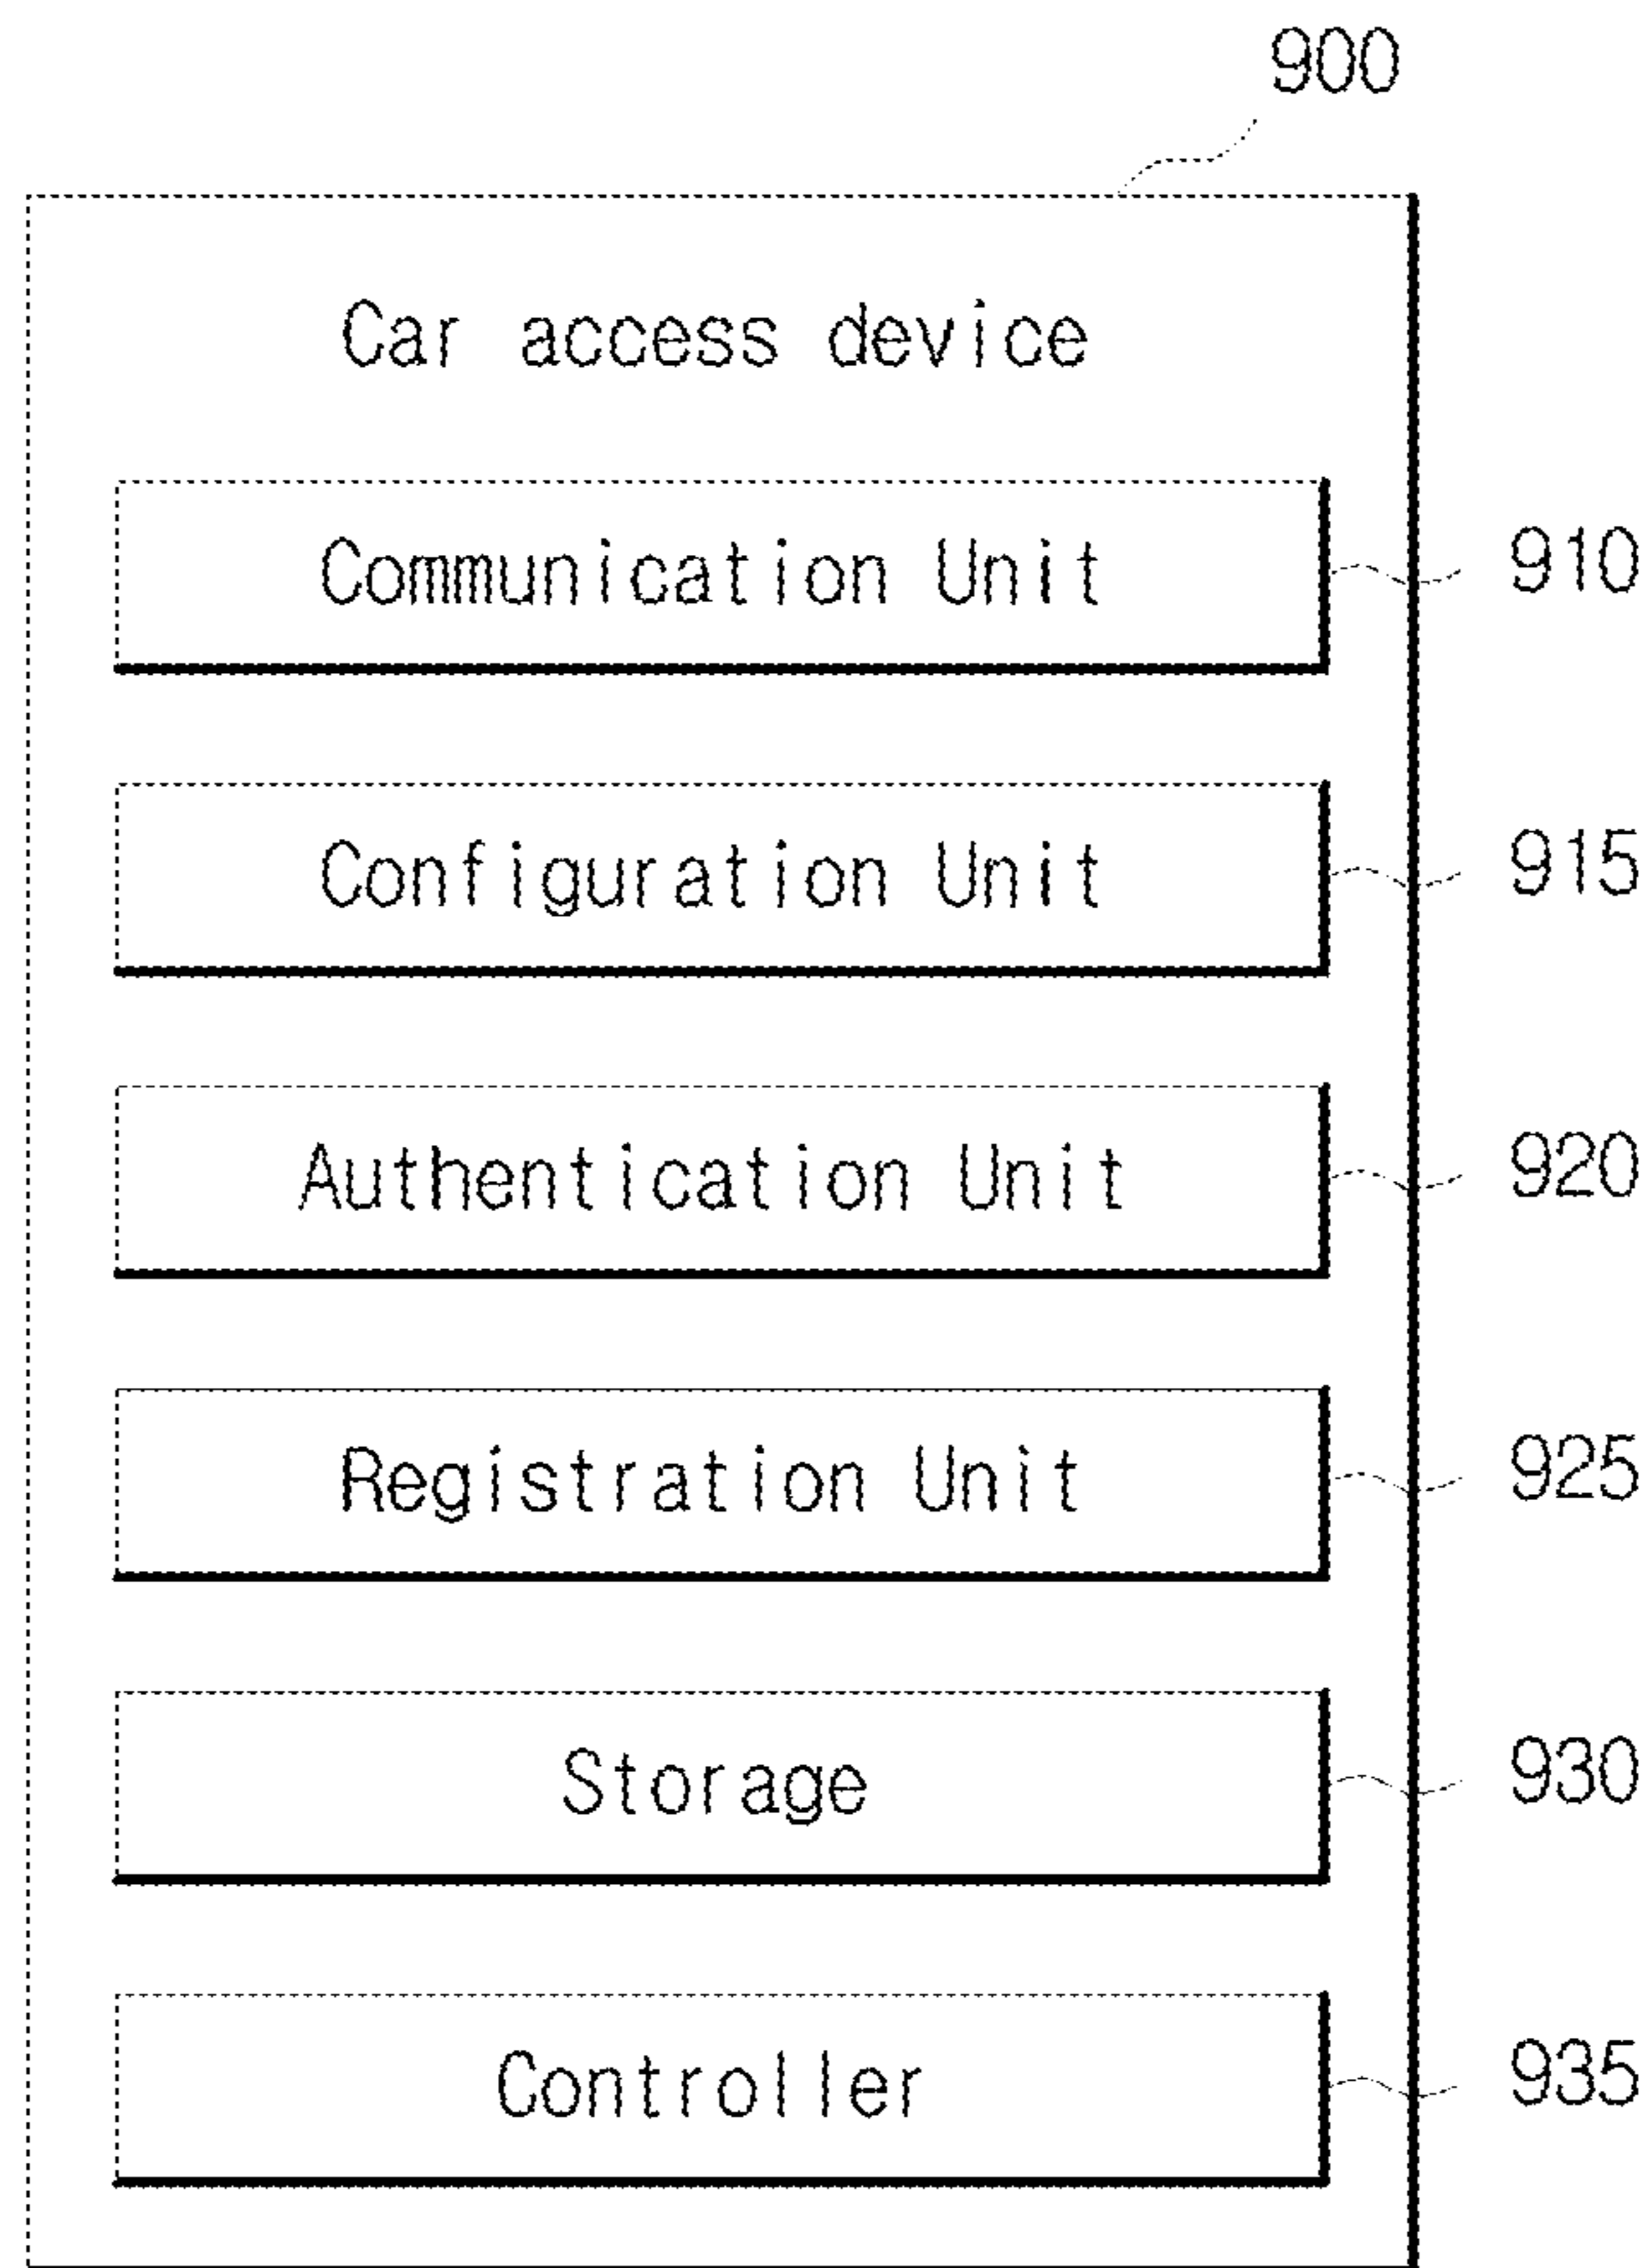 900
Car access device
Communication Unit 910
Configuration Unit 915
Authentication Unit 920
Registration Unit 925
Storage 930
Controller 935